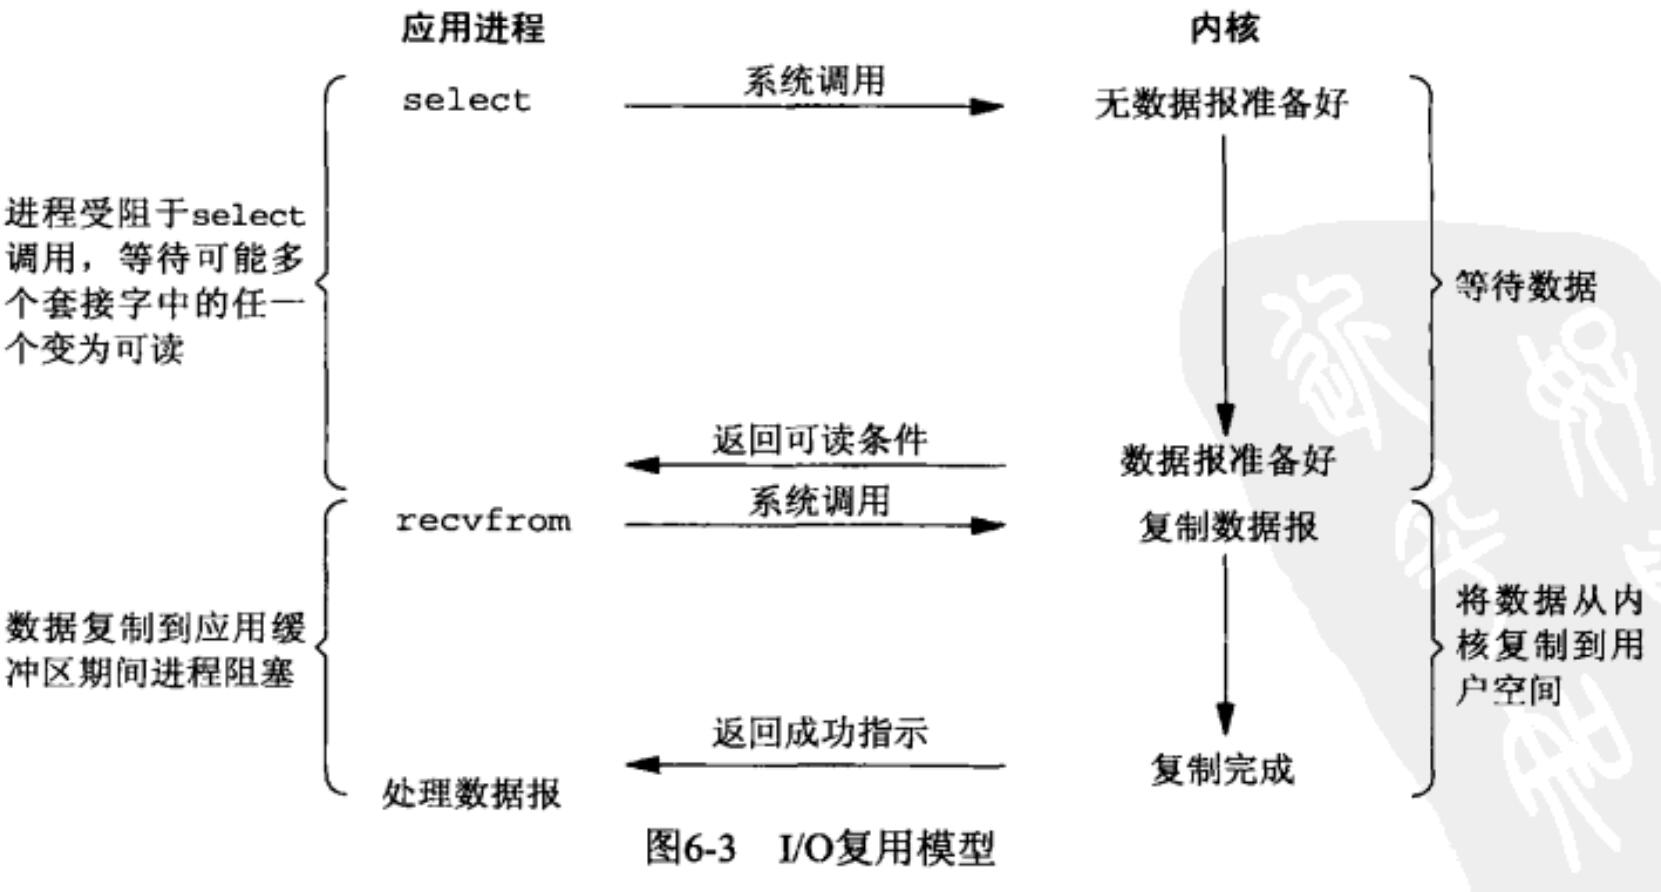 应用进程
内核
select
系统调用
无数据报准备好
进程受阻于select
调用，等待可能多
个套接字中的任一
个变为可读
等待数据
返回可读条件
数据报准备好
recvfrom
系统调用
复制数据报
数据复制到应用缓
冲区期间进程阻塞
将数据从内
核复制到用
户空间
返回成功指示
复制完成
处理数据报
图6-3 I/O复用模型